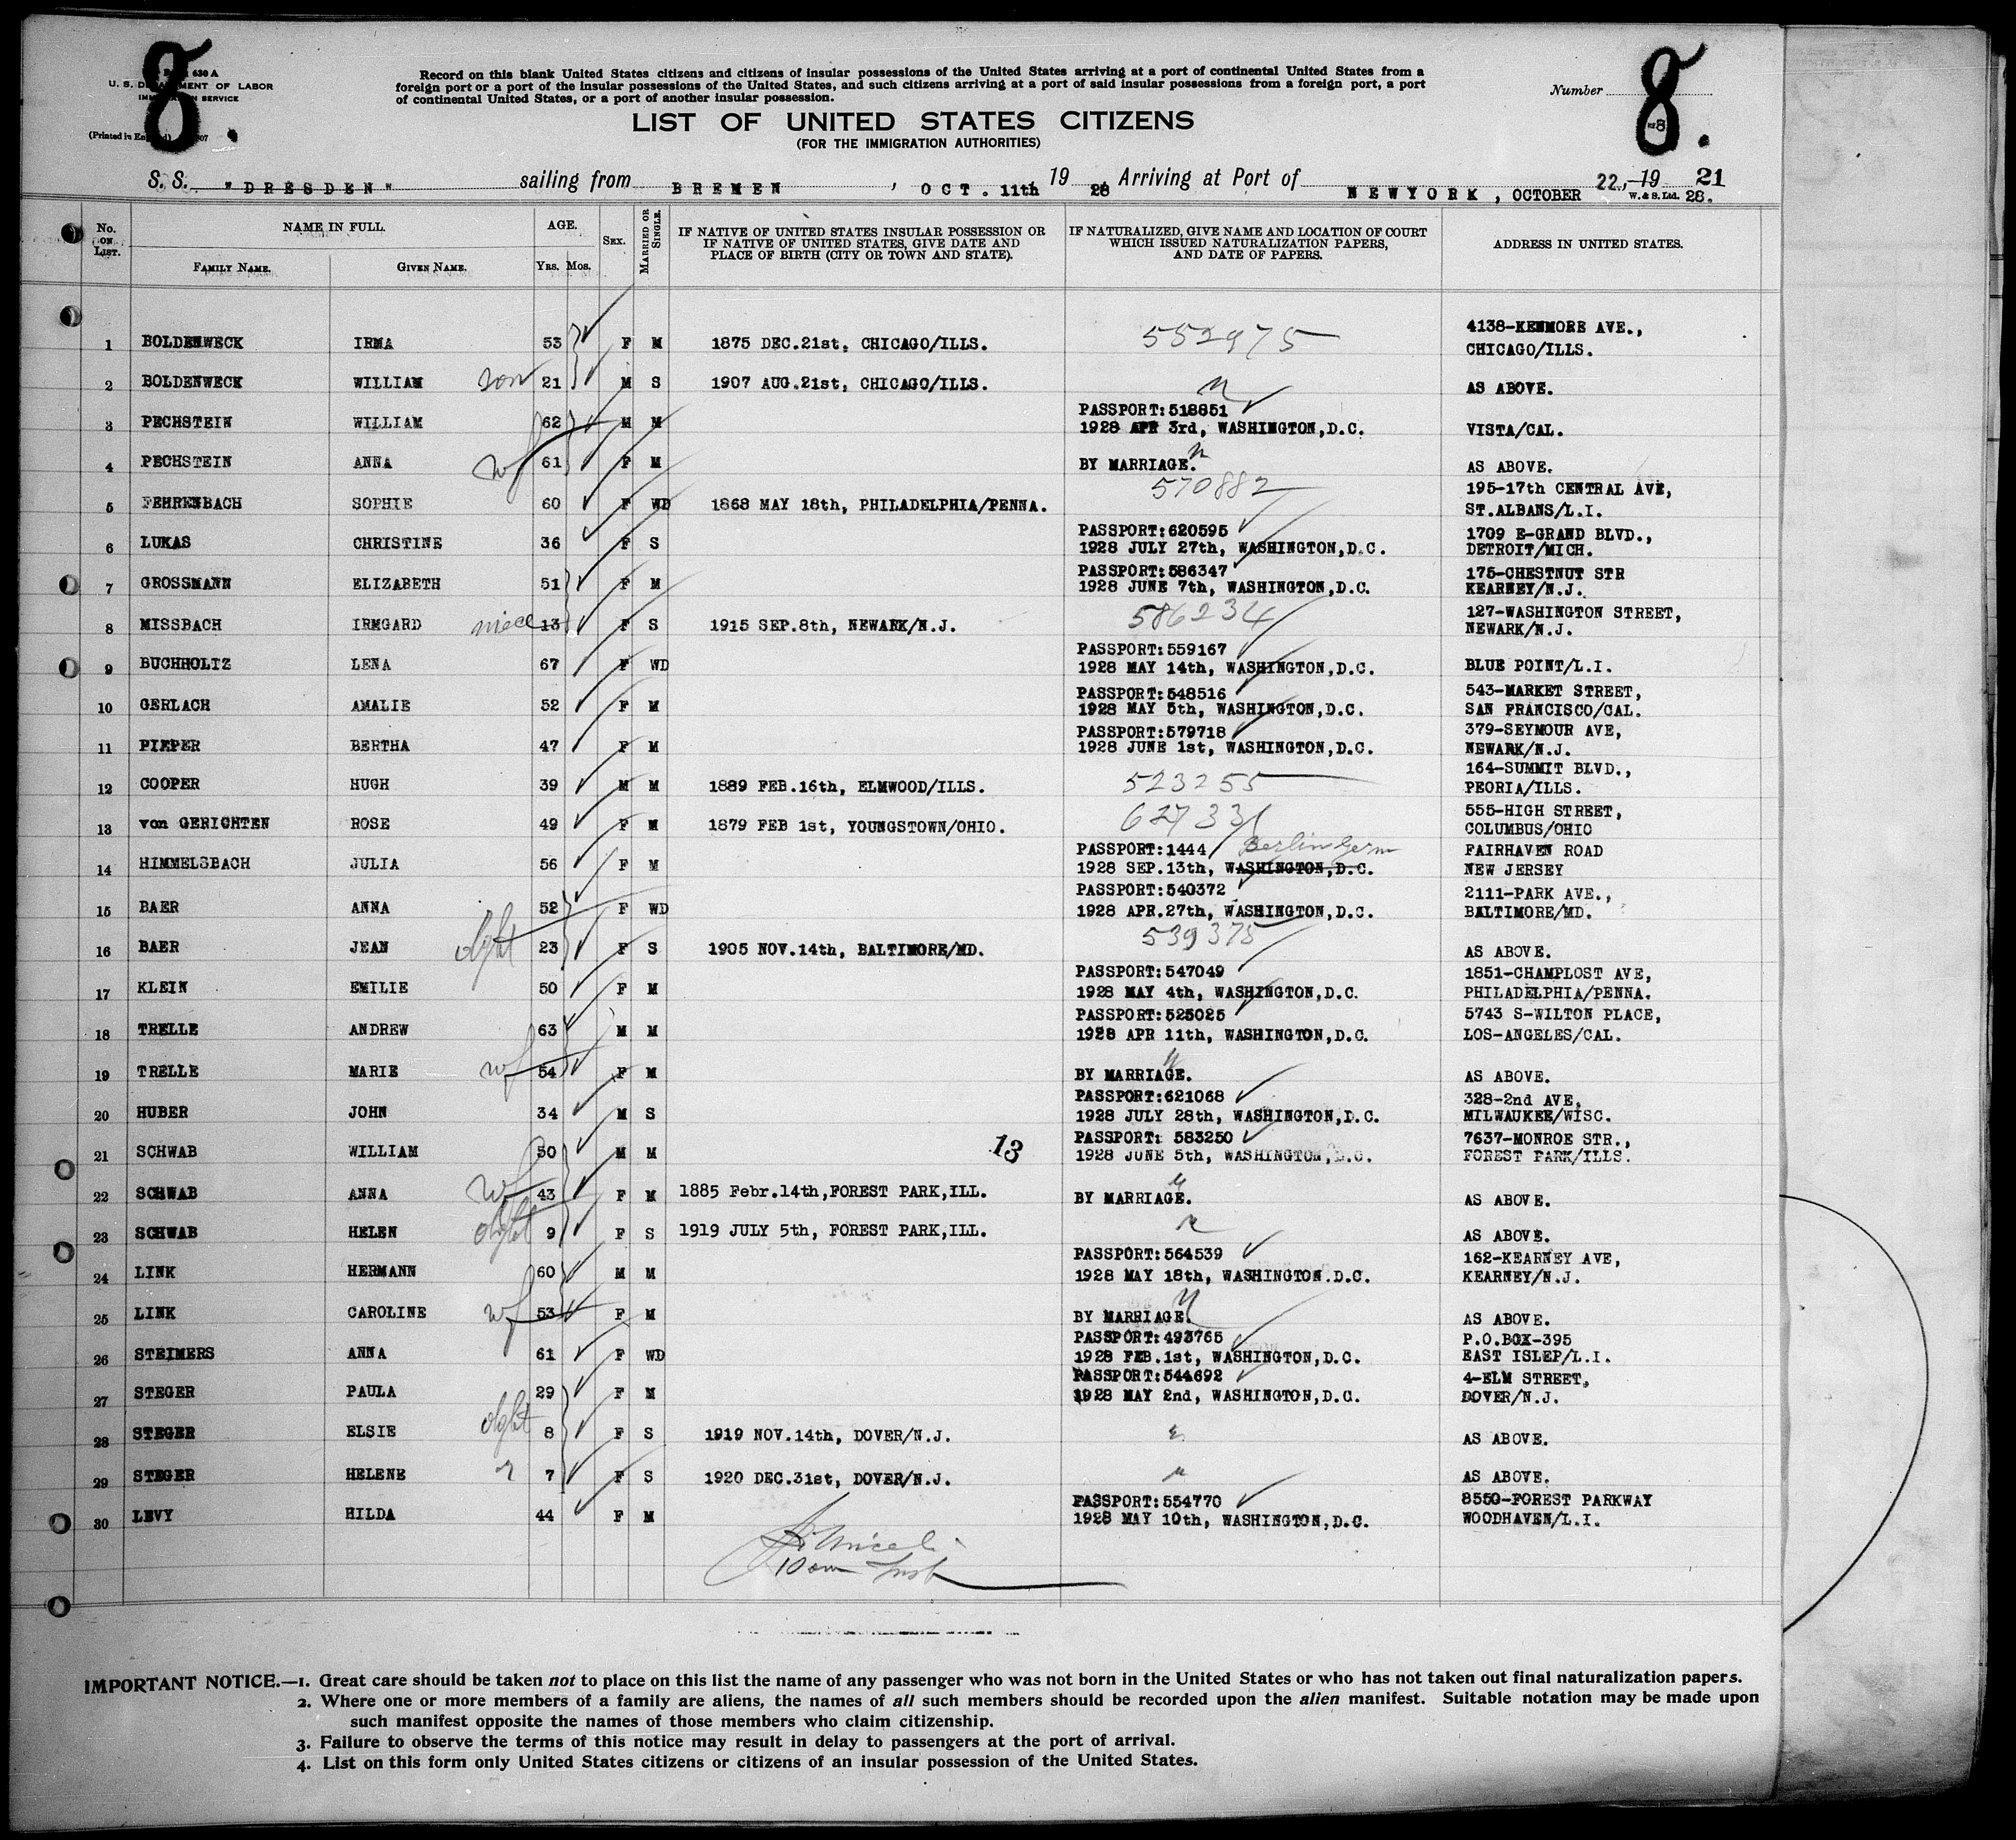 8 8.
630 A
U. S. DEPARTMENT OF LABOR
IMMIGRATION SERVICE
(Printed in England)
Record on this blank United States citizens and citizens of insular possessions of the United States arriving at a port of continental United States from a
foreign port or a port of the insular possessions of the United States, and such citizens arriving at a port of said insular possessions from a foreign port, a port
of continental United States, or a port of another insular possession.
Number
LIST OF UNITED STATES CITIZENS
(FOR THE IMMIGRATION AUTHORITIES)
S. S. "DRESDEN" sailing from BREMEN, OCT. 11th 19 28 Arriving at Port of NEWYORK, OCTOBER 22, 19 28. 21
W. & S. Ltd.
No. ON LIST. NAME IN FULL. FAMILY NAME. GIVEN NAME. AGE. Yrs. Mos. SEX. MARRIED OR SINGLE. IF NATIVE OF UNITED STATES INSULAR POSSESSION OR IF NATIVE OF UNITED STATES, GIVE DATE AND PLACE OF BIRTH (CITY OR TOWN AND STATE). IF NATURALIZED, GIVE NAME AND LOCATION OF COURT WHICH ISSUED NATURALIZATION PAPERS, AND DATE OF PAPERS. ADDRESS IN UNITED STATES.
1 BOLDENWECK IRMA 53 F M 1875 DEC.21st, CHICAGO/ILLS. 552975 4138-KENMORE AVE., CHICAGO/ILLS.
2 BOLDENWECK WILLIAM son 21 M S 1907 AUG.21st, CHICAGO/ILLS. " AS ABOVE.
3 PECHSTEIN WILLIAM 62 M M PASSPORT:518851 1928 APR 3rd, WASHINGTON,D.C. VISTA/CAL.
4 PECHSTEIN ANNA wf 61 F M BY MARRIAGE. " AS ABOVE.
5 FEHRENBACH SOPHIE 60 F WD 1868 MAY 18th, PHILADELPHIA/PENNA. 570882 195-17th CENTRAL AVE, ST.ALBANS/L.I.
6 LUKAS CHRISTINE 36 F S PASSPORT:620595 1928 JULY 27th, WASHINGTON,D.C. 1709 E-GRAND BLVD., DETROIT/MICH.
7 GROSSMANN ELIZABETH 51 F M PASSPORT:586347 1928 JUNE 7th, WASHINGTON,D.C. 175-CHESTNUT STR KEARNEY/N.J.
8 MISSBACH IRMGARD niece 13 F S 1915 SEP.8th, NEWARK/N.J. 586234 127-WASHINGTON STREET, NEWARK/N.J.
9 BUCHHOLTZ LENA 67 F WD PASSPORT:559167 1928 MAY 14th, WASHINGTON,D.C. BLUE POINT/L.I.
10 GERLACH AMALIE 52 F M PASSPORT:548516 1928 MAY 5th, WASHINGTON,D.C. 543-MARKET STREET, SAN FRANCISCO/CAL.
11 PIEPER BERTHA 47 F M PASSPORT:579718 1928 JUNE 1st, WASHINGTON,D.C. 379-SEYMOUR AVE, NEWARK/N.J.
12 COOPER HUGH 39 M M 1889 FEB.16th, ELMWOOD/ILLS. 523255 164-SUMMIT BLVD., PEORIA/ILLS.
13 von GERICHTEN ROSE 49 F M 1879 FEB 1st, YOUNGSTOWN/OHIO. 627331 555-HIGH STREET, COLUMBUS/OHIO
14 HIMMELSBACH JULIA 56 F M PASSPORT:1444 Berlin Germ 1928 SEP.13th, WASHINGTON,D.C. FAIRHAVEN ROAD NEW JERSEY
15 BAER ANNA 52 F WD PASSPORT:540372 1928 APR.27th, WASHINGTON,D.C. 2111-PARK AVE., BALTIMORE/MD.
16 BAER JEAN dght 23 F S 1905 NOV.14th, BALTIMORE/MD. 539375 AS ABOVE.
17 KLEIN EMILIE 50 F M PASSPORT:547049 1928 MAY 4th, WASHINGTON,D.C. 1851-CHAMPLOST AVE, PHILADELPHIA/PENNA.
18 TRELLE ANDREW 63 M M PASSPORT:525025 1928 APR 11th, WASHINGTON,D.C. 5743 S-WILTON PLACE, LOS-ANGELES/CAL.
19 TRELLE MARIE wf 54 F M BY MARRIAGE. " AS ABOVE.
20 HUBER JOHN 34 M S PASSPORT:621068 1928 JULY 28th, WASHINGTON,D.C. 328-2nd AVE, MILWAUKEE/WISC.
21 SCHWAB WILLIAM 50 M M 13 PASSPORT: 583250 1928 JUNE 5th, WASHINGTON,D.C. 7637-MONROE STR., FOREST PARK/ILLS.
22 SCHWAB ANNA wf 43 F M 1885 Febr.14th,FOREST PARK,ILL. BY MARRIAGE. " AS ABOVE.
23 SCHWAB HELEN dght 9 F S 1919 JULY 5th, FOREST PARK,ILL. " AS ABOVE.
24 LINK HERMANN 60 M M PASSPORT:564539 1928 MAY 18th, WASHINGTON.D.C. 162-KEARNEY AVE, KEARNEY/N.J.
25 LINK CAROLINE wf 53 F M BY MARRIAGE. " AS ABOVE.
26 STEIMERS ANNA 61 F WD PASSPORT:493765 1928 FEB.1st, WASHINGTON,D.C. P.O.BOX-395 EAST ISLEP/L.I.
27 STEGER PAULA 29 F M PASSPORT:544692 1928 MAY 2nd, WASHINGTON,D.C. 4-ELM STREET, DOVER/N.J.
28 STEGER ELSIE dght 8 F S 1919 NOV.14th, DOVER/N.J. " AS ABOVE.
29 STEGER HELENE " 7 F S 1920 DEC.31st, DOVER/N.J. " AS ABOVE.
30 LEVY HILDA 44 F M PASSPORT:554770 1928 MAY 10th, WASHINGTON,D.C. 8550-FOREST PARKWAY WOODHAVEN/L.I.
IMPORTANT NOTICE.—1. Great care should be taken not to place on this list the name of any passenger who was not born in the United States or who has not taken out final naturalization papers.
2. Where one or more members of a family are aliens, the names of all such members should be recorded upon the alien manifest. Suitable notation may be made upon
such manifest opposite the names of those members who claim citizenship.
3. Failure to observe the terms of this notice may result in delay to passengers at the port of arrival.
4. List on this form only United States citizens or citizens of an insular possession of the United States.